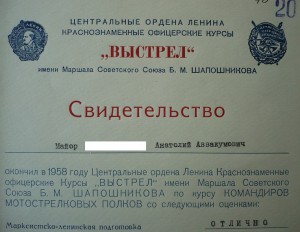 20
ЦЕНТРАЛЬНЫЕ ОРДЕНА ЛЕНИНА
КРАСНОЗНАМЕННЫЕ ОФИЦЕРСКИЕ КУРСЫ
„ВЫСТРЕЛ”
имени Маршала Советского Союза Б. М. ШАПОШНИКОВА
Свидетельство
Майор Анатолий Аввакумович
окончил в 1958 году Центральные ордена Ленина Краснознаменные
офицерские Курсы „ВЫСТРЕЛ” имени Маршала Советского
Союза Б. М. ШАПОШНИКОВА по курсу КОМАНДИРОВ
МОТОСТРЕЛКОВЫХ ПОЛКОВ со следующими оценками:
Марксистско-ленинская подготовка ОТЛИЧНО